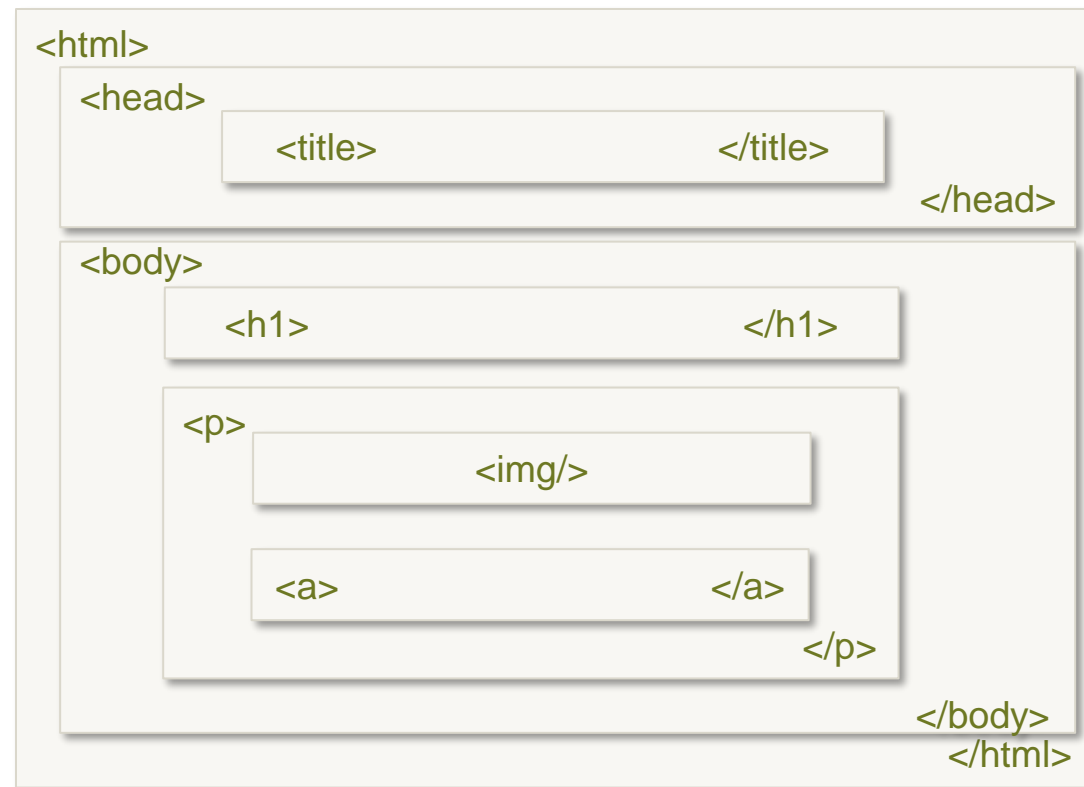 <html>
<head>
<title> </title>
</head>
<body>
<h1> </h1>
<p>
<img/>
<a> </a>
</p>
</body>
</html>